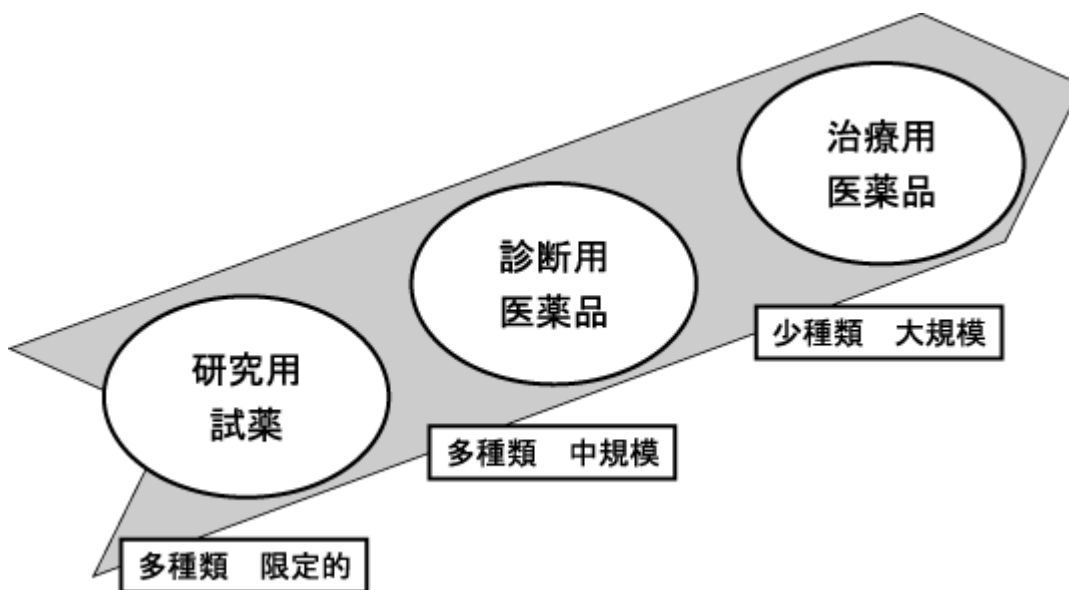 治療用
医薬品
少種類　大規模
診断用
医薬品
多種類　中規模
研究用
試薬
多種類　限定的